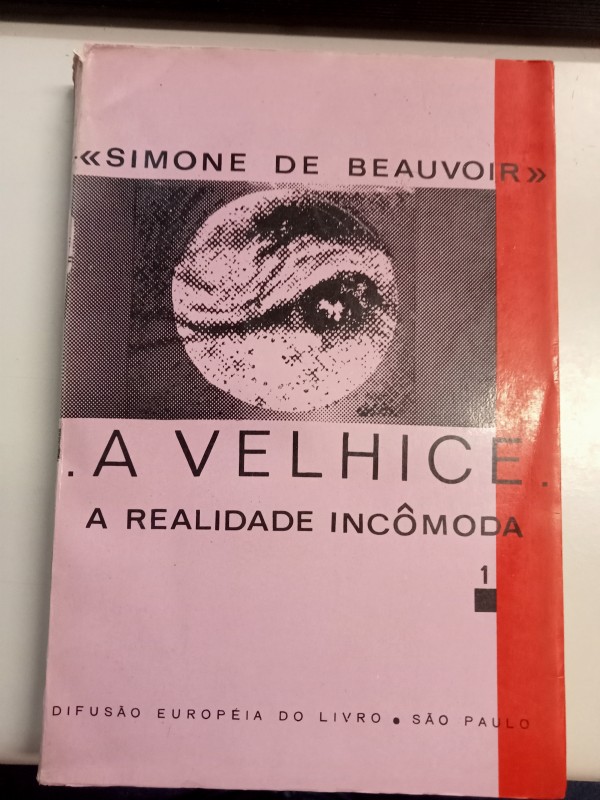 «SIMONE DE BEAUVOIR»
.A VELHICE.
A REALIDADE INCÔMODA
1
DIFUSÃO EUROPÉIA DO LIVRO • SÃO PAULO